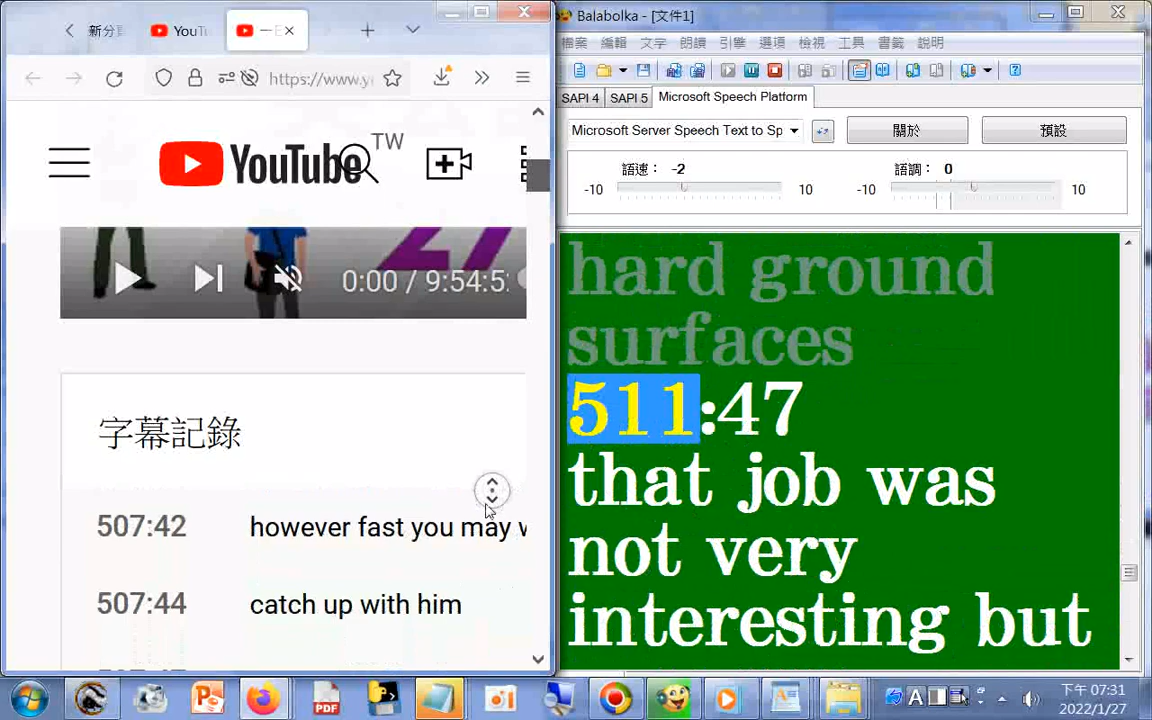 新分
YouTu
一 E
https://www.y
TW
YouTube
27
0:00 / 9:54:5
字幕記錄
507:42 however fast you may w
507:44 catch up with him
Balabolka - [文件1]
檔案 編輯 文字 朗讀 引擎 選項 檢視 工具 書籤 說明
SAPI 4 SAPI 5 Microsoft Speech Platform
Microsoft Server Speech Text to Sp
關於 預設
語速： -2 語調： 0
-10 10 -10 10
hard ground
surfaces
511:47
that job was
not very
interesting but
PDF
A
下午 07:31
2022/1/27